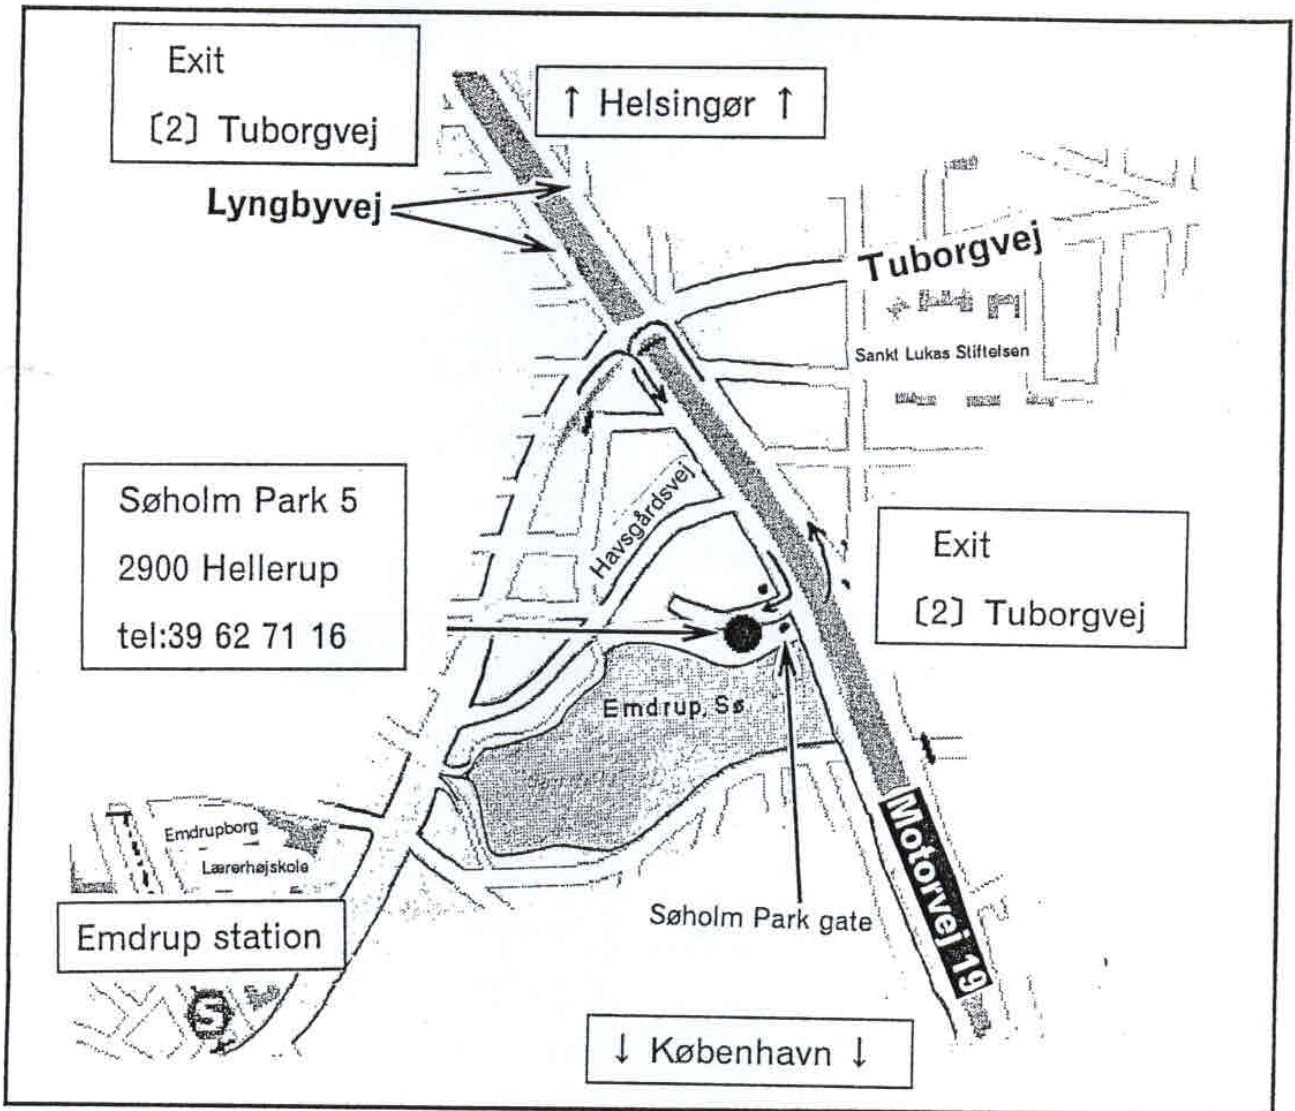 Exit
[2] Tuborgvej
↑ Helsingør ↑
Lyngbyvej
Tuborgvej
Sankt Lukas Stiftelsen
Søholm Park 5
2900 Hellerup
tel:39 62 71 16
Havsgårdsvej
Exit
[2] Tuborgvej
Emdrup, Sø
Motorvej 19
Emdrupborg
Lærerhøjskole
Søholm Park gate
Emdrup station
S
↓ København ↓